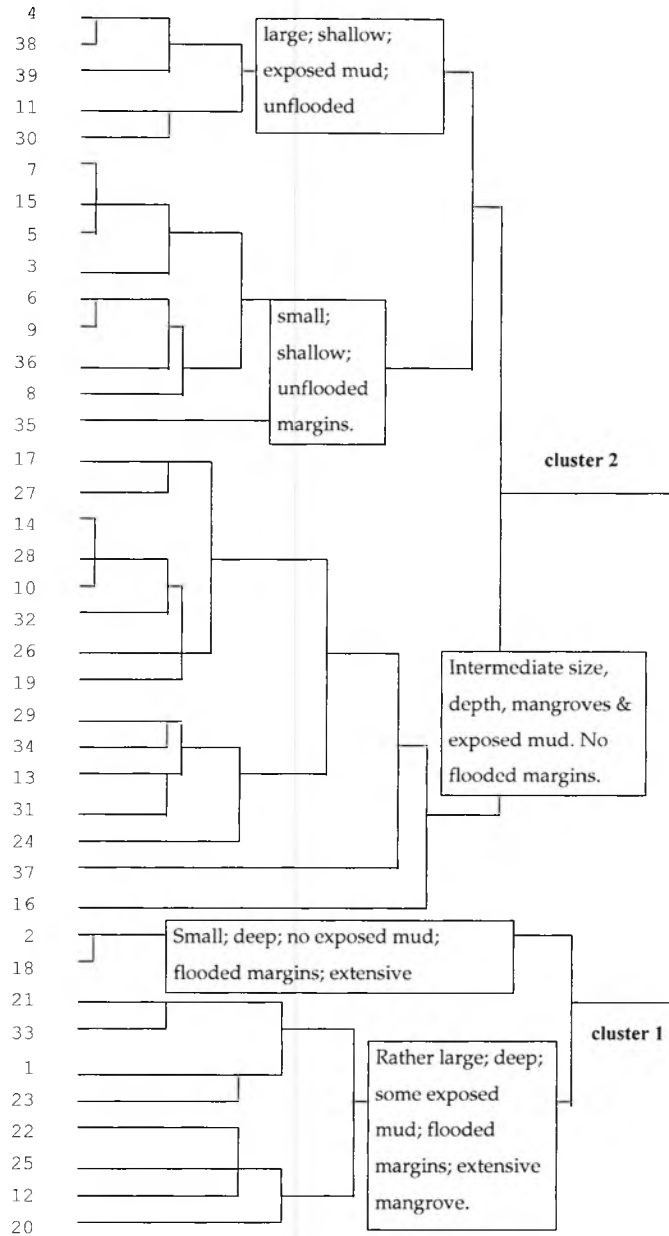 4
38
39
11
30
large; shallow;
exposed mud;
unflooded
7
15
5
3
6
9
36
8
35
small;
shallow;
unflooded
margins.
17
27
14
28
10
32
26
19
29
34
13
31
24
37
16
cluster 2
Intermediate size,
depth, mangroves &
exposed mud. No
flooded margins.
2
18
21
33
1
23
22
25
12
20
Small; deep; no exposed mud;
flooded margins; extensive
cluster 1
Rather large; deep;
some exposed
mud; flooded
margins; extensive
mangrove.